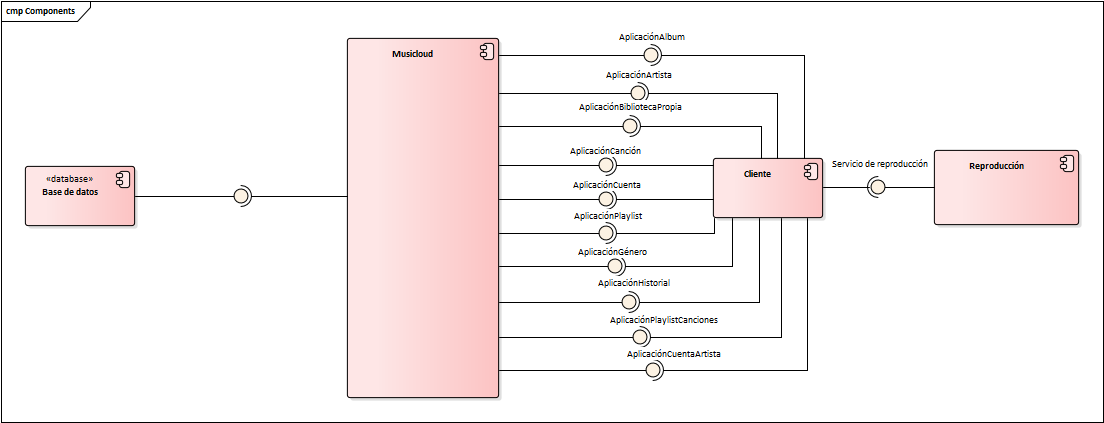 cmp Components
Musicloud
AplicaciónAlbum
AplicaciónArtista
AplicaciónBibliotecaPropia
AplicaciónCanción
AplicaciónCuenta
AplicaciónPlaylist
AplicaciónGénero
AplicaciónHistorial
AplicaciónPlaylistCanciones
AplicaciónCuentaArtista
«database»
Base de datos
Cliente
Servicio de reproducción
Reproducción